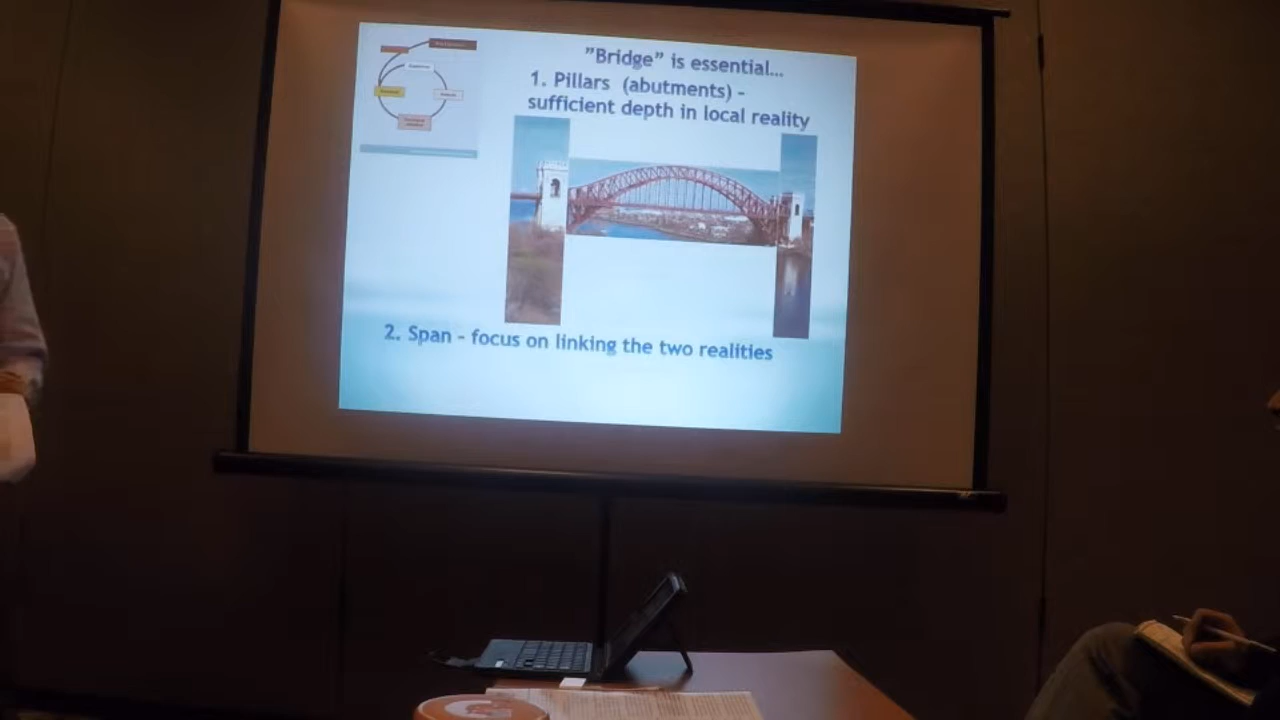 ”Bridge” is essential...
1. Pillars (abutments) -
sufficient depth in local reality
2. Span - focus on linking the two realities